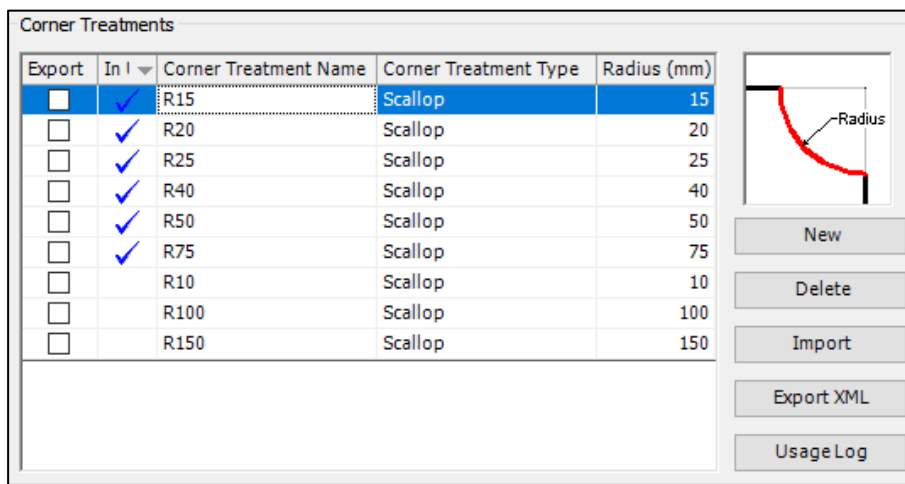 Corner Treatments
Export In Corner Treatment Name Corner Treatment Type Radius (mm)
R15 Scallop 15
R20 Scallop 20
R25 Scallop 25
R40 Scallop 40
R50 Scallop 50
R75 Scallop 75
R10 Scallop 10
R100 Scallop 100
R150 Scallop 150
Radius
New
Delete
Import
Export XML
Usage Log